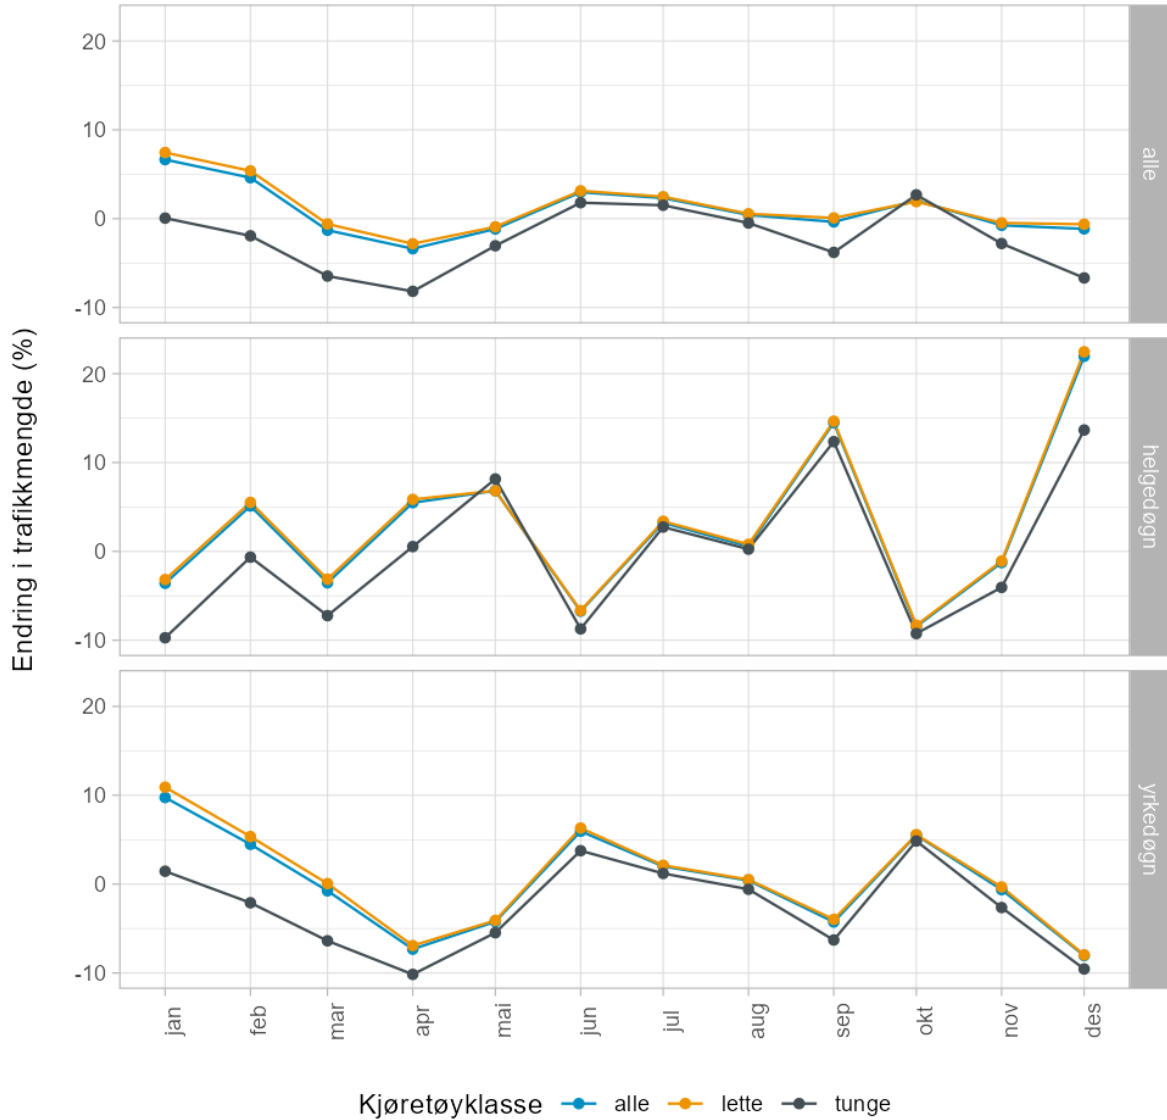 Endring i trafikkmengde (%)
20
10
0
-10
alle
20
10
0
-10
helgedøgn
20
10
0
-10
yrkedøgn
jan feb mar apr mai jun jul aug sep okt nov des
Kjøretøyklasse alle lette tunge